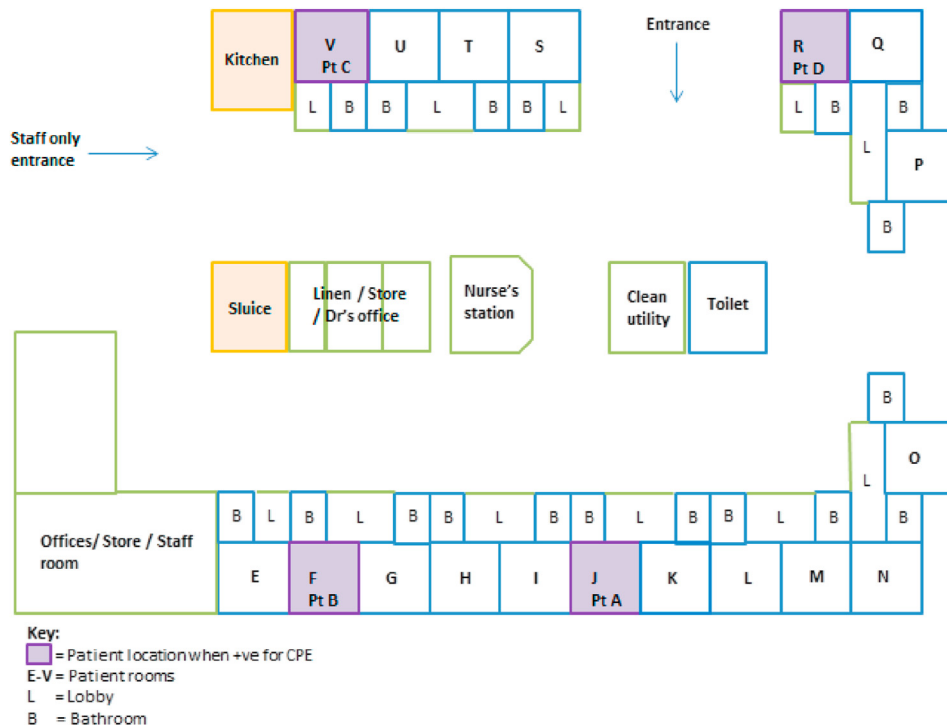 V U T S Entrance R Q
Kitchen Pt C Pt D
L B B L B B L L B B
Staff only
entrance
L P
B
Sluice Linen / Store Nurse's Clean Toilet
/ Dr's office station utility
B
O
L
B L B L B B L B B L B B L B B
Offices/ Store / Staff
room
E F G H I J K L M N
Pt B Pt A
Key:
= Patient location when +ve for CPE
E-V = Patient rooms
L = Lobby
B = Bathroom